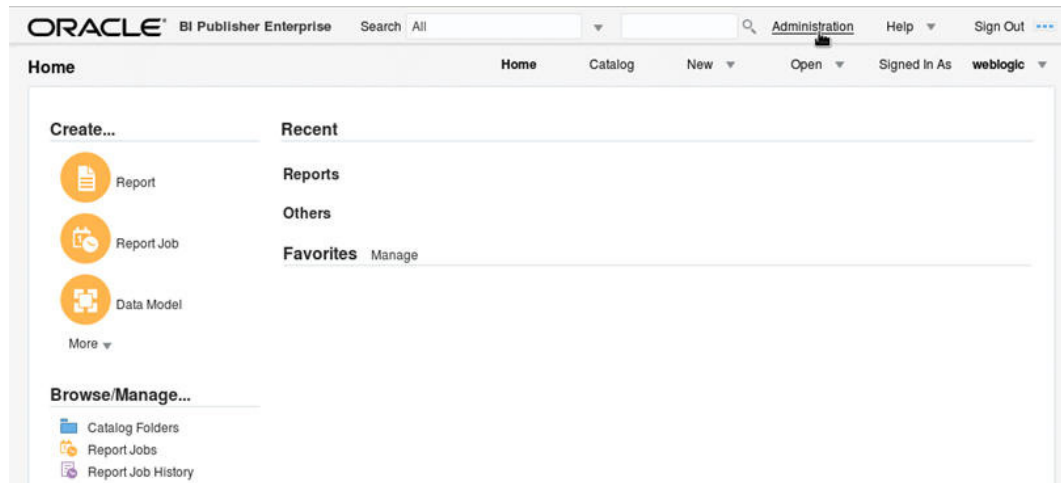 ORACLE BI Publisher Enterprise Search All Administration Help Sign Out
Home Home Catalog New Open Signed In As weblogic
Create... Recent
Report Reports
Others
Report Job
Favorites Manage
Data Model
More
Browse/Manage...
Catalog Folders
Report Jobs
Report Job History